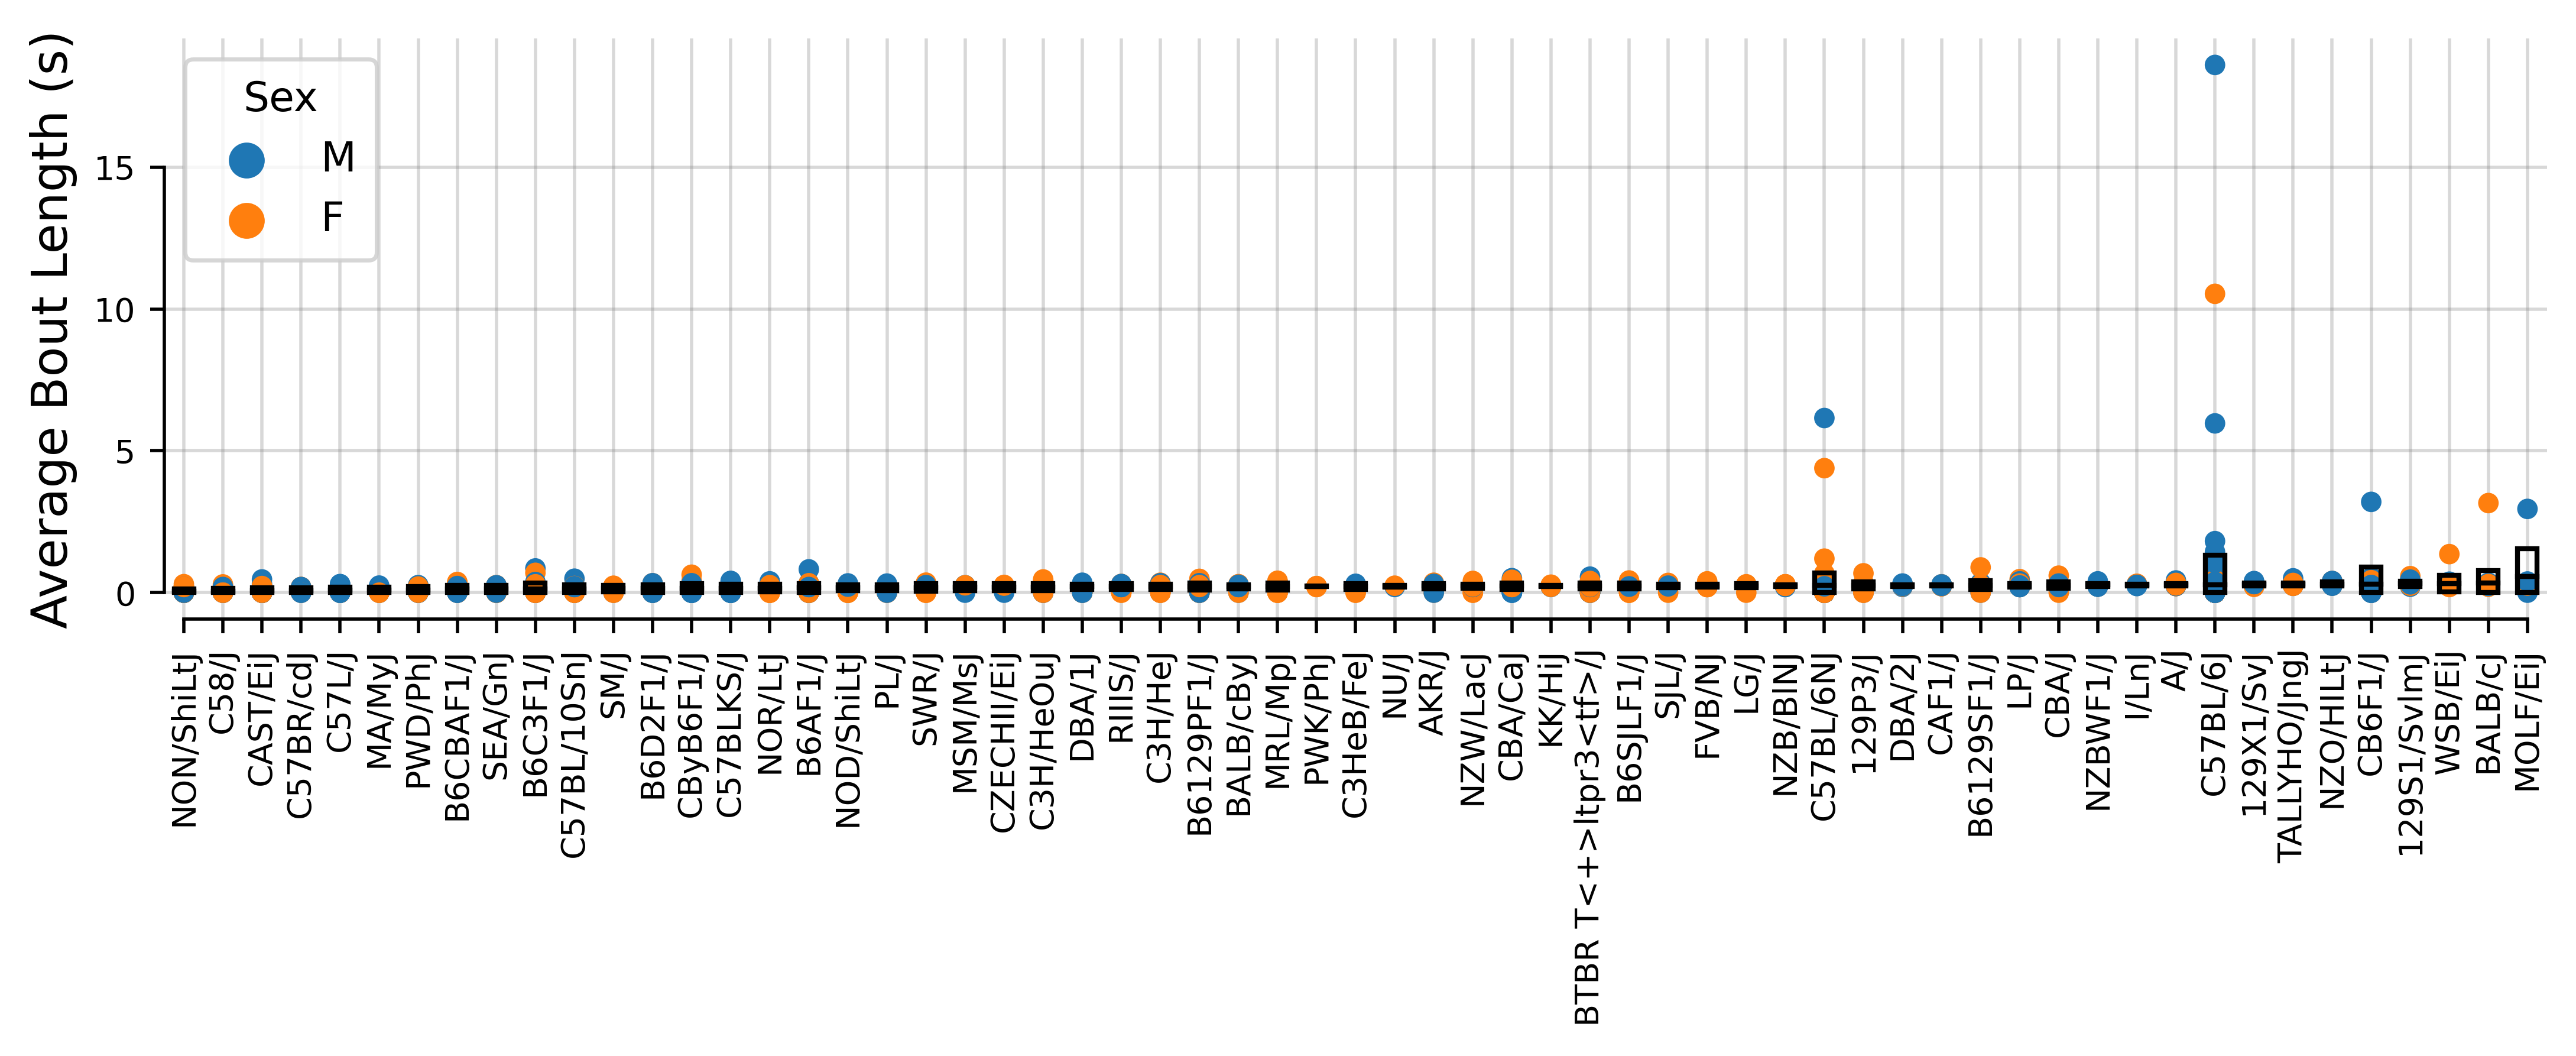 Average Bout Length (s)
15
10
5
0
Sex
M
F
NON/ShiLtJ
C58/J
CAST/EiJ
C57BR/cdJ
C57L/J
MA/MyJ
PWD/PhJ
B6CBAF1/J
SEA/GnJ
B6C3F1/J
C57BL/10SnJ
SM/J
B6D2F1/J
CByB6F1/J
C57BLKS/J
NOR/LtJ
B6AF1/J
NOD/ShiLtJ
PL/J
SWR/J
MSM/MsJ
CZECHII/EiJ
C3H/HeOuJ
DBA/1J
RIIIS/J
C3H/HeJ
B6129PF1/J
BALB/cByJ
MRL/MpJ
PWK/PhJ
C3HeB/FeJ
NU/J
AKR/J
NZW/LacJ
CBA/CaJ
KK/HiJ
BTBR T<+>ltpr3<tf>/J
B6SJLF1/J
SJL/J
FVB/NJ
LG/J
NZB/BINJ
C57BL/6NJ
129P3/J
DBA/2J
CAF1/J
B6129SF1/J
LP/J
CBA/J
NZBWF1/J
I/LnJ
A/J
C57BL/6J
129X1/SvJ
TALLYHO/JngJ
NZO/HILtJ
CB6F1/J
129S1/SvImJ
WSB/EiJ
BALB/cJ
MOLF/EiJ